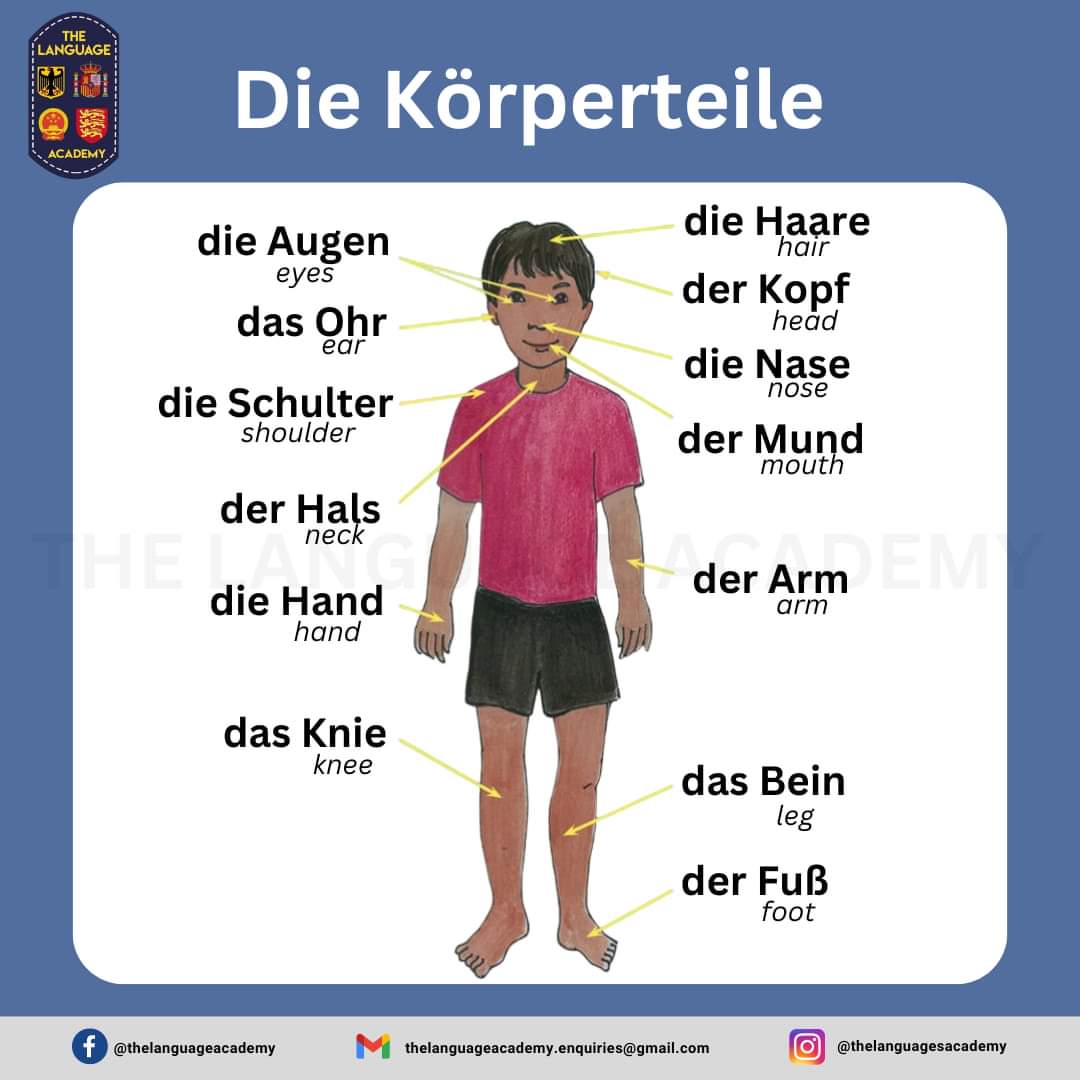 THE
LANGUAGE
ACADEMY
Die Körperteile
die Augen
eyes
das Ohr
ear
die Schulter
shoulder
der Hals
neck
die Hand
hand
das Knie
knee
die Haare
hair
der Kopf
head
die Nase
nose
der Mund
mouth
der Arm
arm
das Bein
leg
der Fuß
foot
THE LANGUAGE ACADEMY
@thelanguageacademy
thelanguageacademy.enquiries@gmail.com
@thelanguagesacademy